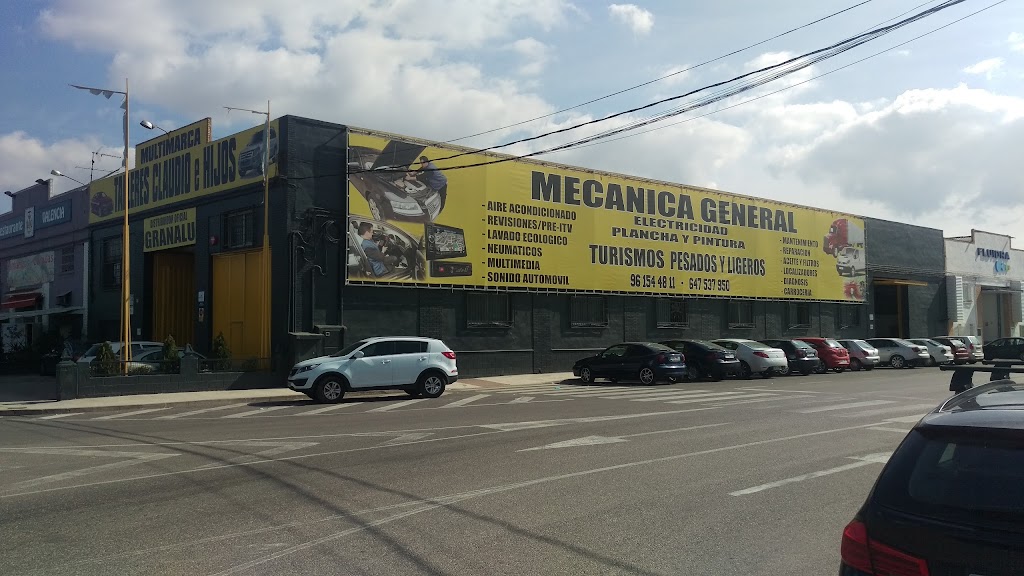 MULTIMARCA
TALLERES CLAUDIO e HIJOS
DISTRIBUIDOR OFICIAL
GRANALU
VALENCIA
MECANICA GENERAL
ELECTRICIDAD
PLANCHA Y PINTURA
TURISMOS PESADOS Y LIGEROS
96 154 48 11 - 647 537 950
- AIRE ACONDICIONADO
- REVISIONES/PRE-ITV
- LAVADO ECOLOGICO
- NEUMATICOS
- MULTIMEDIA
- SONIDO AUTOMOVIL
- MANTENIMIENTO
- REPARACION
- ACEITE Y FILTROS
- LOCALIZADORES
- DIAGNOSIS
- CARROCERIA